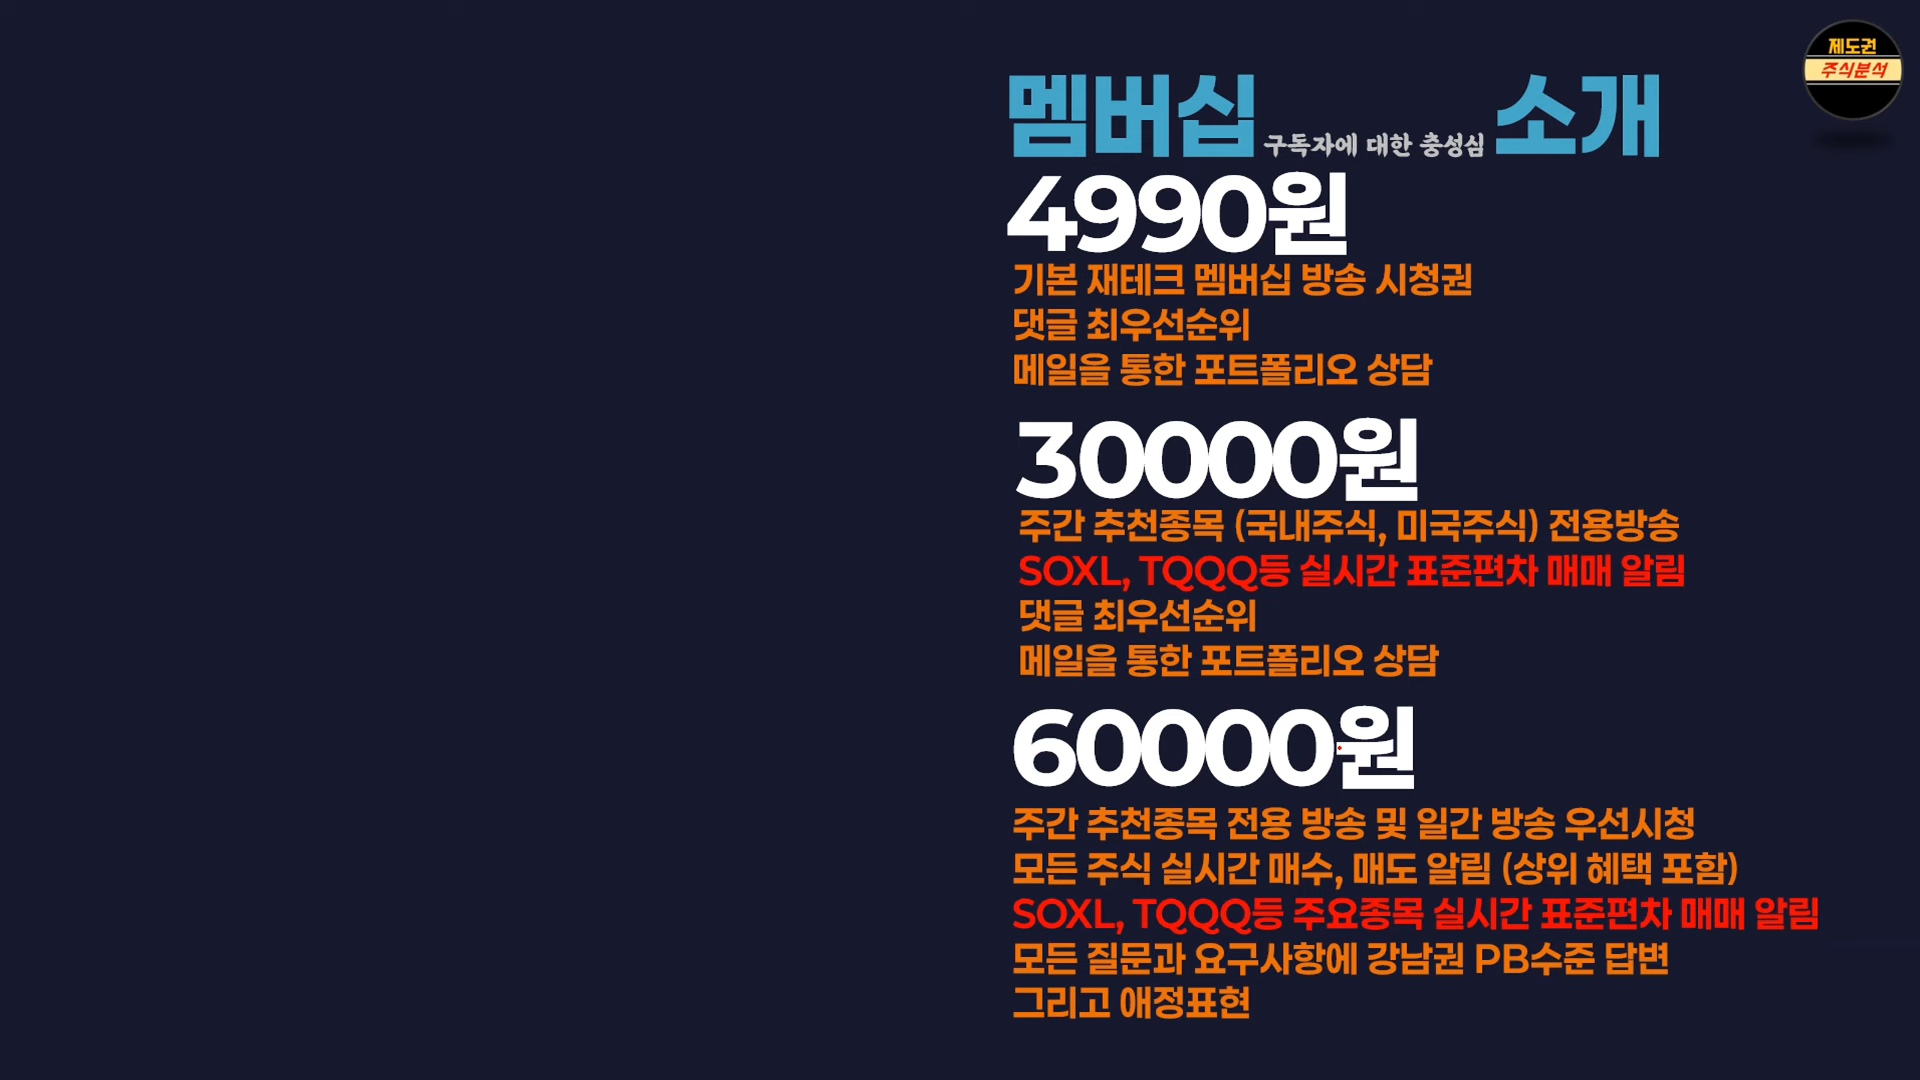 제도권
주식분석
멤버십 구독자에 대한 충성심 소개
4990원
기본 재테크 멤버십 방송 시청권
댓글 최우선순위
메일을 통한 포트폴리오 상담
30000원
주간 추천종목 (국내주식, 미국주식) 전용방송
SOXL, TQQQ등 실시간 표준편차 매매 알림
댓글 최우선순위
메일을 통한 포트폴리오 상담
60000원
주간 추천종목 전용 방송 및 일간 방송 우선시청
모든 주식 실시간 매수, 매도 알림 (상위 혜택 포함)
SOXL, TQQQ등 주요종목 실시간 표준편차 매매 알림
모든 질문과 요구사항에 강남권 PB수준 답변
그리고 애정표현